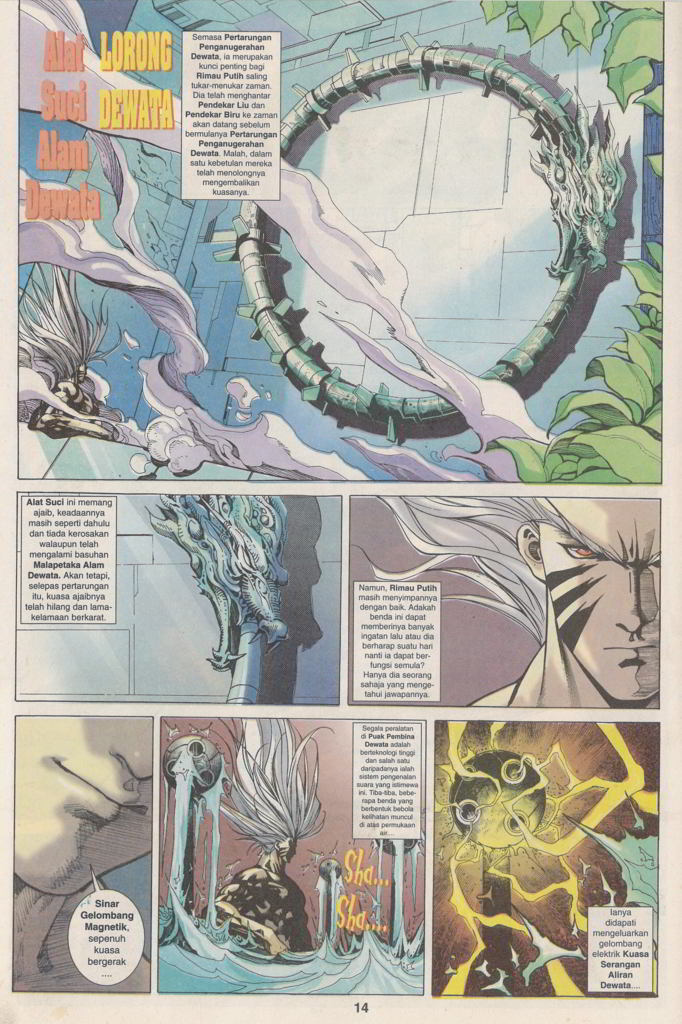 Alat
Suci
Alam
Dewata
LORONG
DEWATA
Semasa Pertarungan
Penganugerahan
Dewata, ia merupakan
kunci penting bagi
Rimau Putih saling
tukar-menukar zaman.
Dia telah menghantar
Pendekar Liu dan
Pendekar Biru ke zaman
akan datang sebelum
bermulanya Pertarungan
Penganugerahan
Dewata. Malah, dalam
satu kebetulan mereka
telah menolongnya
mengembalikan
kuasanya.
Alat Suci ini memang
ajaib, keadaannya
masih seperti dahulu
dan tiada kerosakan
walaupun telah
mengalami basuhan
Malapetaka Alam
Dewata. Akan tetapi,
selepas pertarungan
itu, kuasa ajaibnya
telah hilang dan lama-
kelamaan berkarat.
Namun, Rimau Putih
masih menyimpannya
dengan baik. Adakah
benda ini dapat
memberinya banyak
ingatan lalu atau dia
berharap suatu hari
nanti ia dapat ber-
fungsi semula?
Hanya dia seorang
sahaja yang menge-
tahui jawapannya.
Sinar
Gelombang
Magnetik,
sepenuh
kuasa
bergerak
....
Segala peralatan
di Puak Pembina
Dewata adalah
berteknologi tinggi
dan salah satu
daripadanya ialah
sistem pengenalan
suara yang istimewa
ini. Tiba-tiba, bebe-
rapa benda yang
berbentuk bebola
kelihatan muncul
di atas permukaan
air....
Sha...
Sha....
Ianya
didapati
mengeluarkan
gelombang
elektrik Kuasa
Serangan
Aliran
Dewata....
14